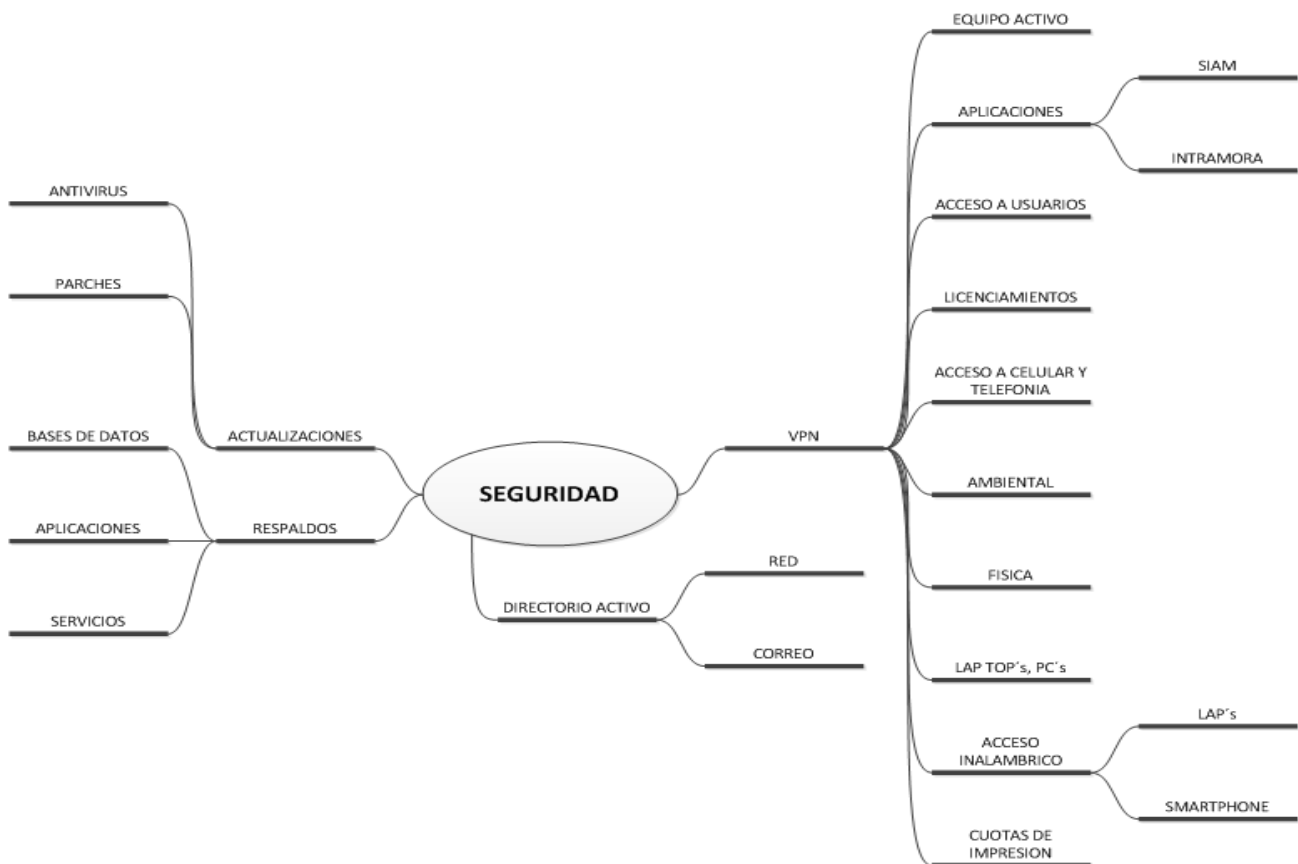 EQUIPO ACTIVO
SIAM
APLICACIONES
INTRAMORA
ANTIVIRUS
ACCESO A USUARIOS
PARCHES
LICENCIAMIENTOS
ACCESO A CELULAR Y
TELEFONIA
BASES DE DATOS
ACTUALIZACIONES
VPN
SEGURIDAD
AMBIENTAL
APLICACIONES
RESPALDOS
RED
FISICA
DIRECTORIO ACTIVO
SERVICIOS
CORREO
LAP TOP´s, PC´s
LAP´s
ACCESO
INALAMBRICO
SMARTPHONE
CUOTAS DE
IMPRESION